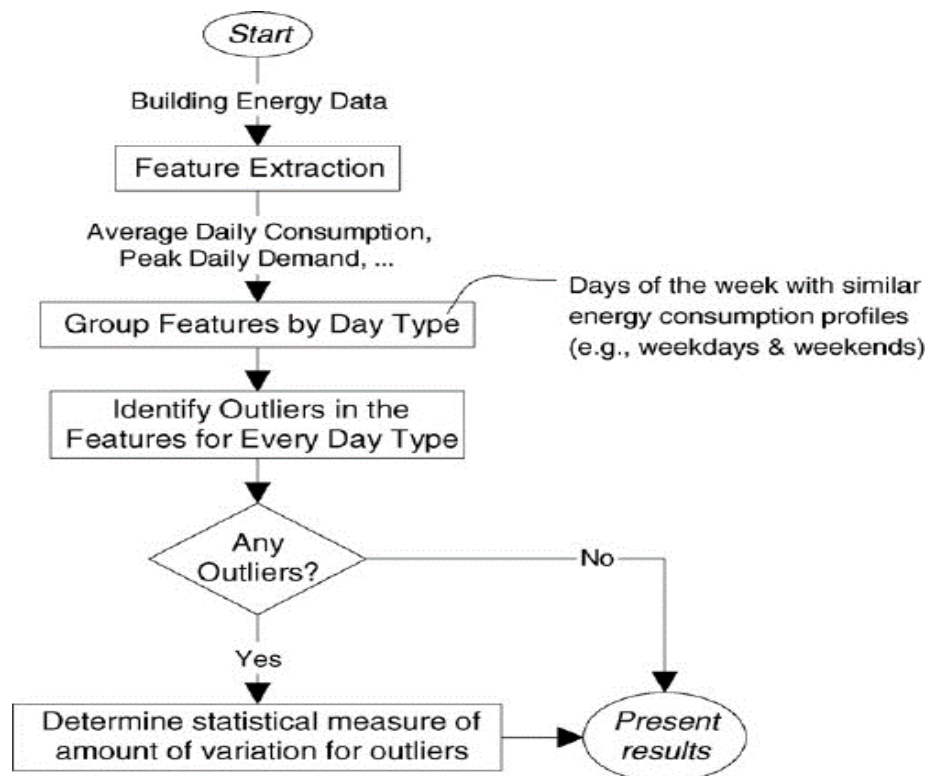 Start
Building Energy Data
Feature Extraction
Average Daily Consumption,
Peak Daily Demand, ...
Group Features by Day Type
Days of the week with similar
energy consumption profiles
(e.g., weekdays & weekends)
Identify Outliers in the
Features for Every Day Type
Any
Outliers?
No
Yes
Determine statistical measure of
amount of variation for outliers
Present
results